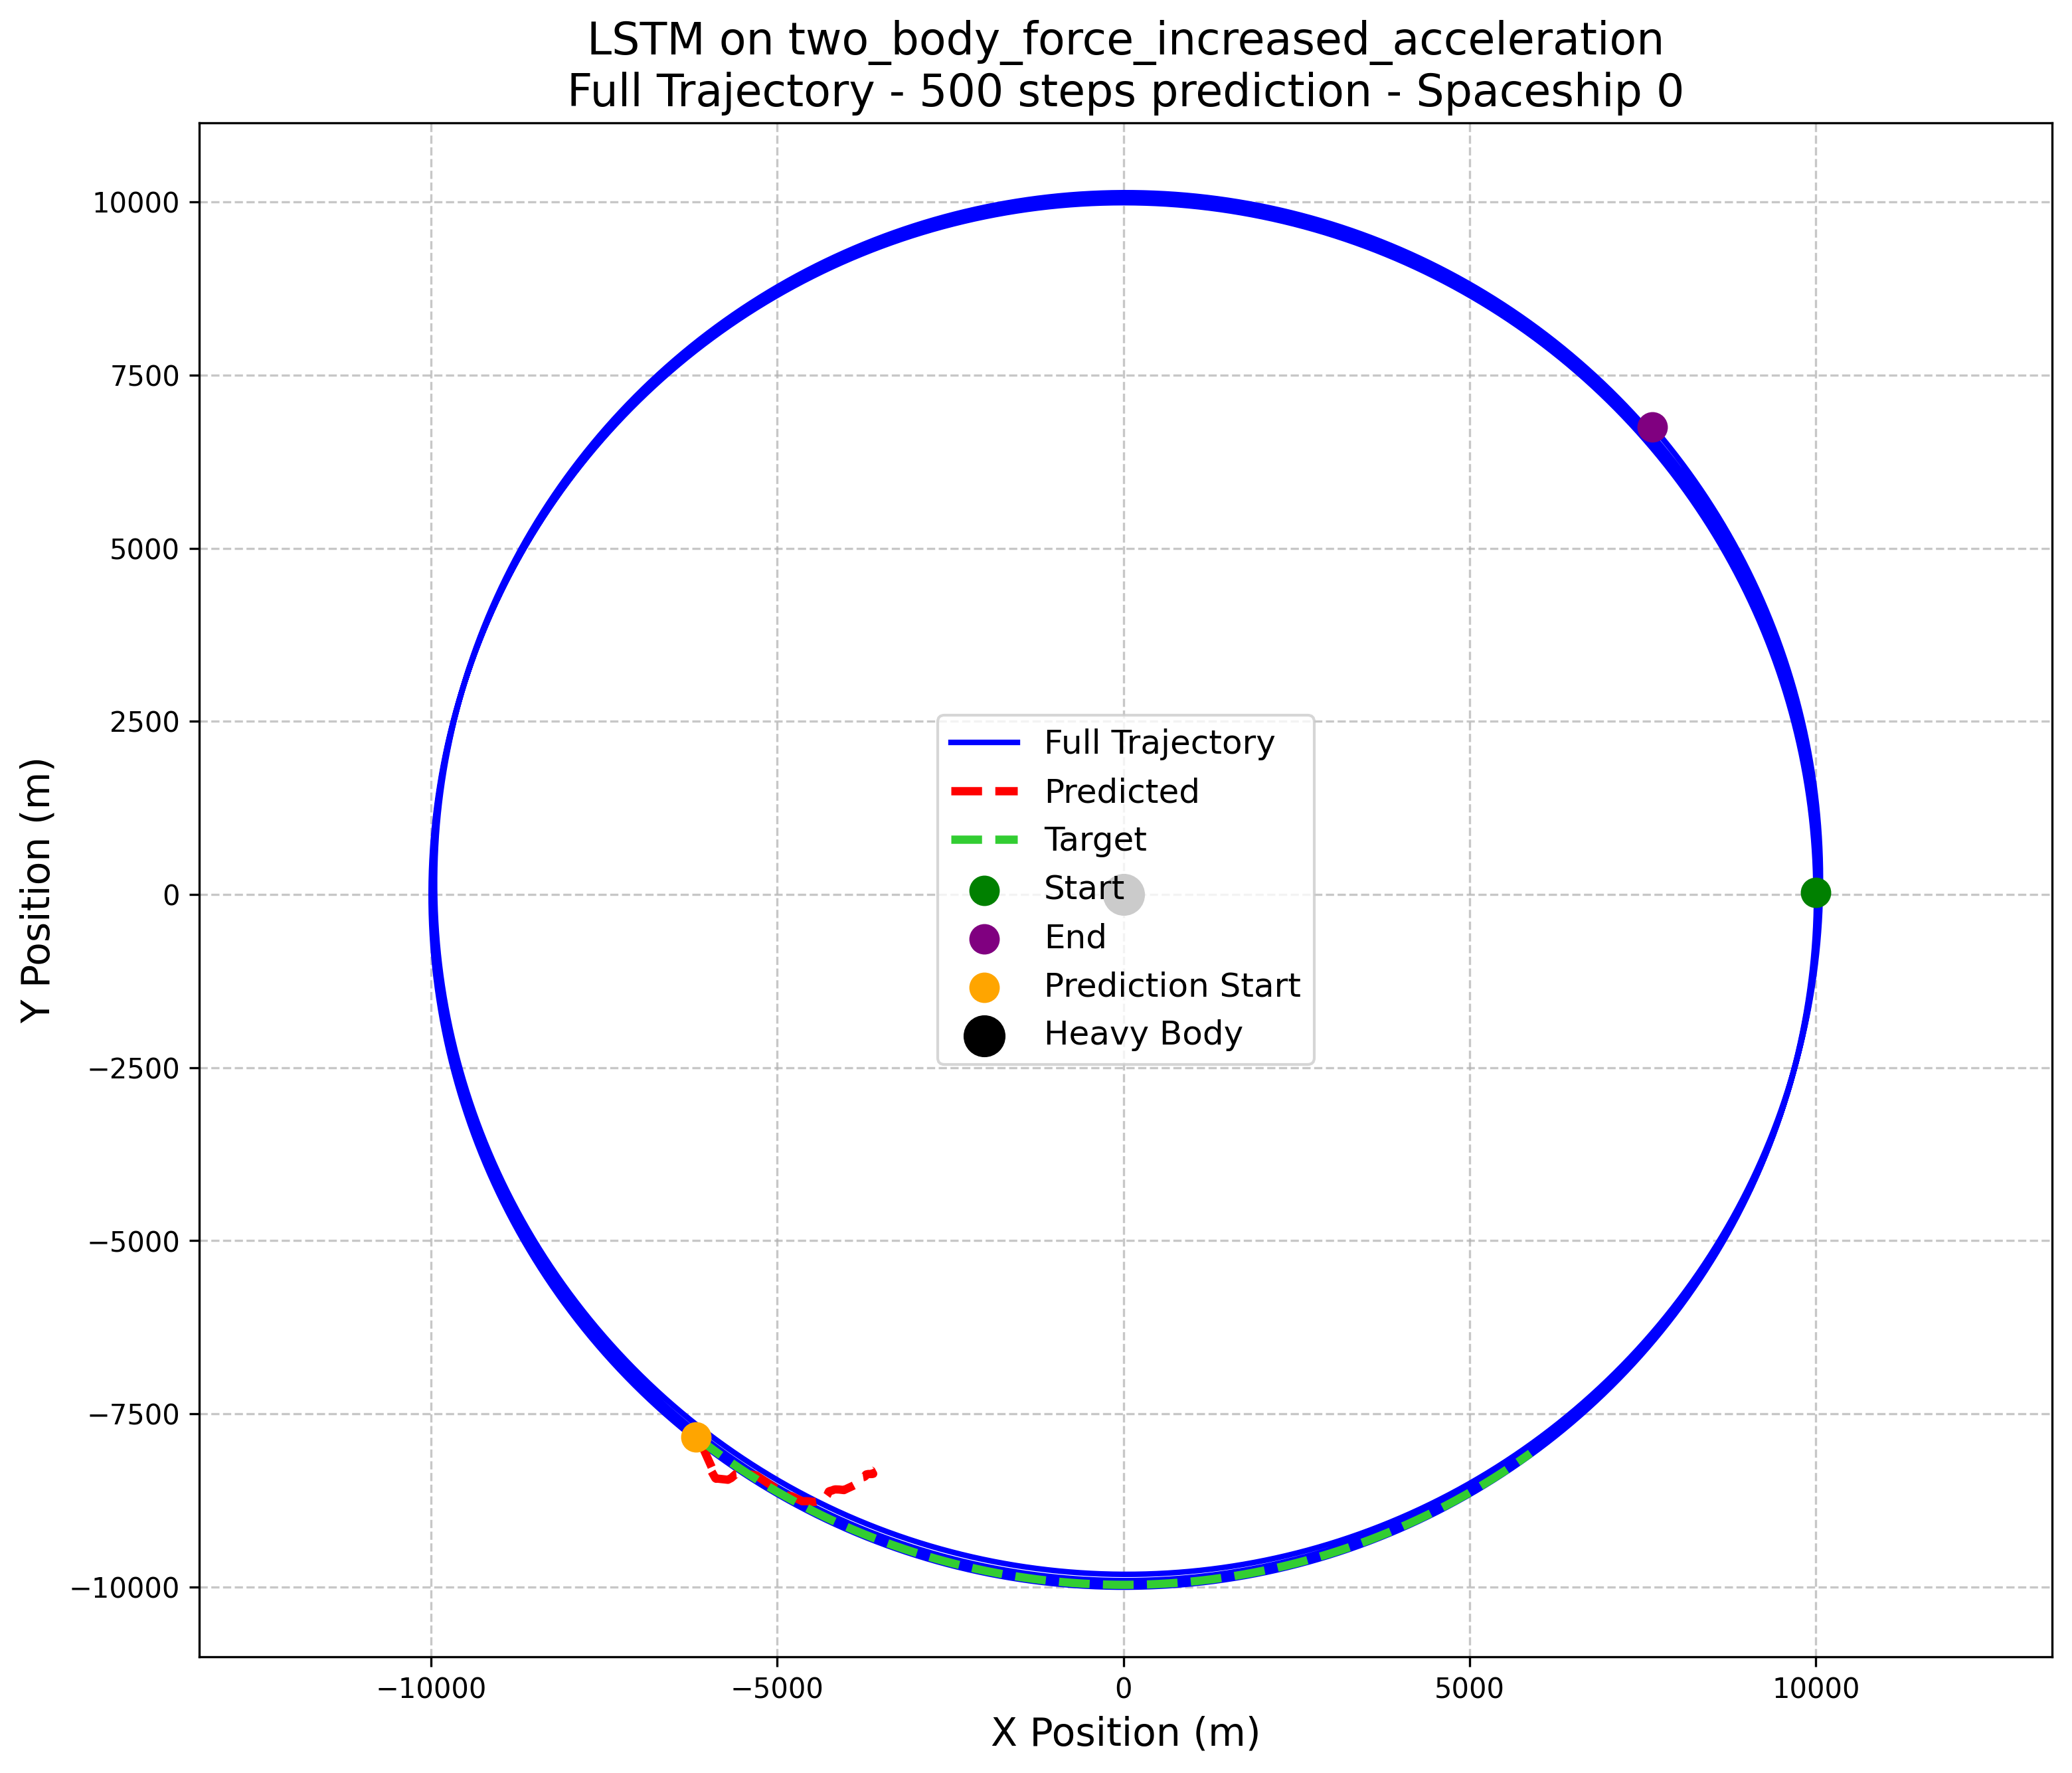 LSTM on two_body_force_increased_acceleration
Full Trajectory - 500 steps prediction - Spaceship 0
10000
7500
5000
2500
0
−2500
−5000
−7500
−10000
Y Position (m)
Full Trajectory
Predicted
Target
Start
End
Prediction Start
Heavy Body
−10000
−5000
0
5000
10000
X Position (m)